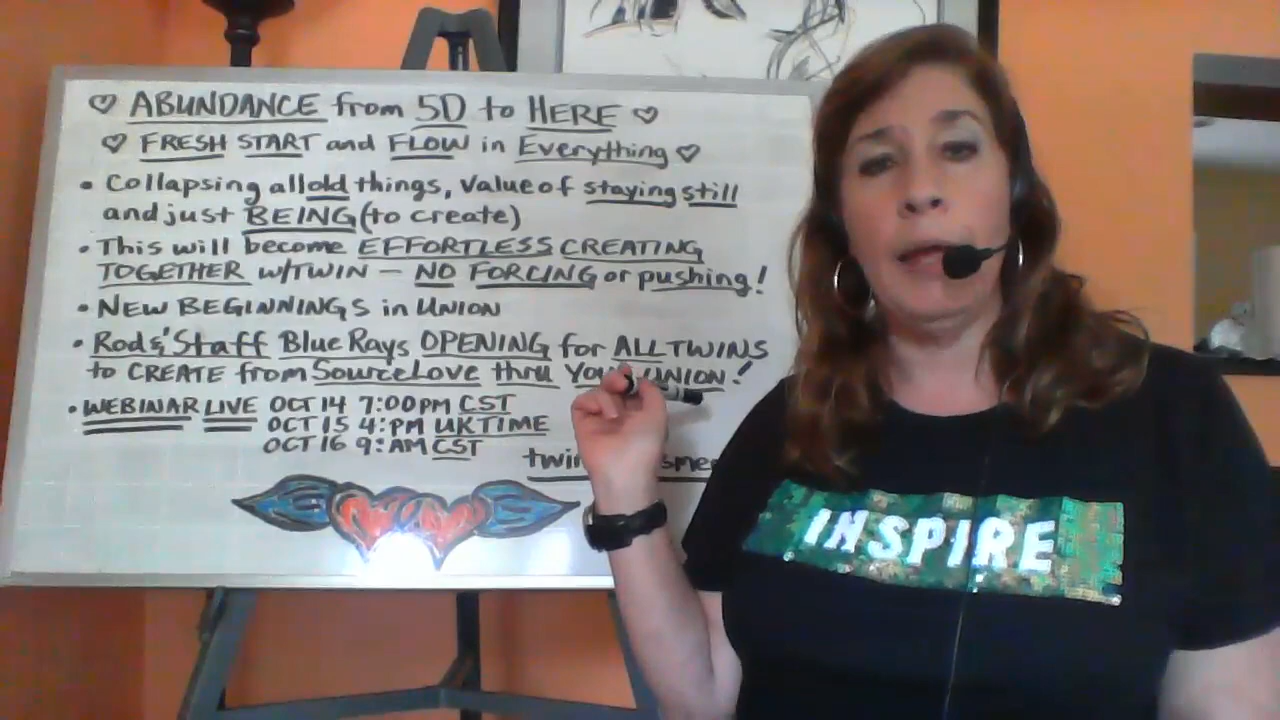 ♡ ABUNDANCE from 5D to HERE ♡
♡ FRESH START and FLOW in Everything ♡
• Collapsing all old things, Value of staying still
and just BEING (to create)
• This will become EFFORTLESS CREATING
TOGETHER w/TWIN — NO FORCING or pushing!
• NEW BEGINNINGS in UNION
• Rod & Staff Blue Rays OPENING for ALL TWINS
to CREATE from Source Love thru YOUR UNION!
• WEBINAR LIVE OCT 14 7:00PM CST
OCT 15 4:PM UK TIME
OCT 16 9:AM CST
INSPIRE